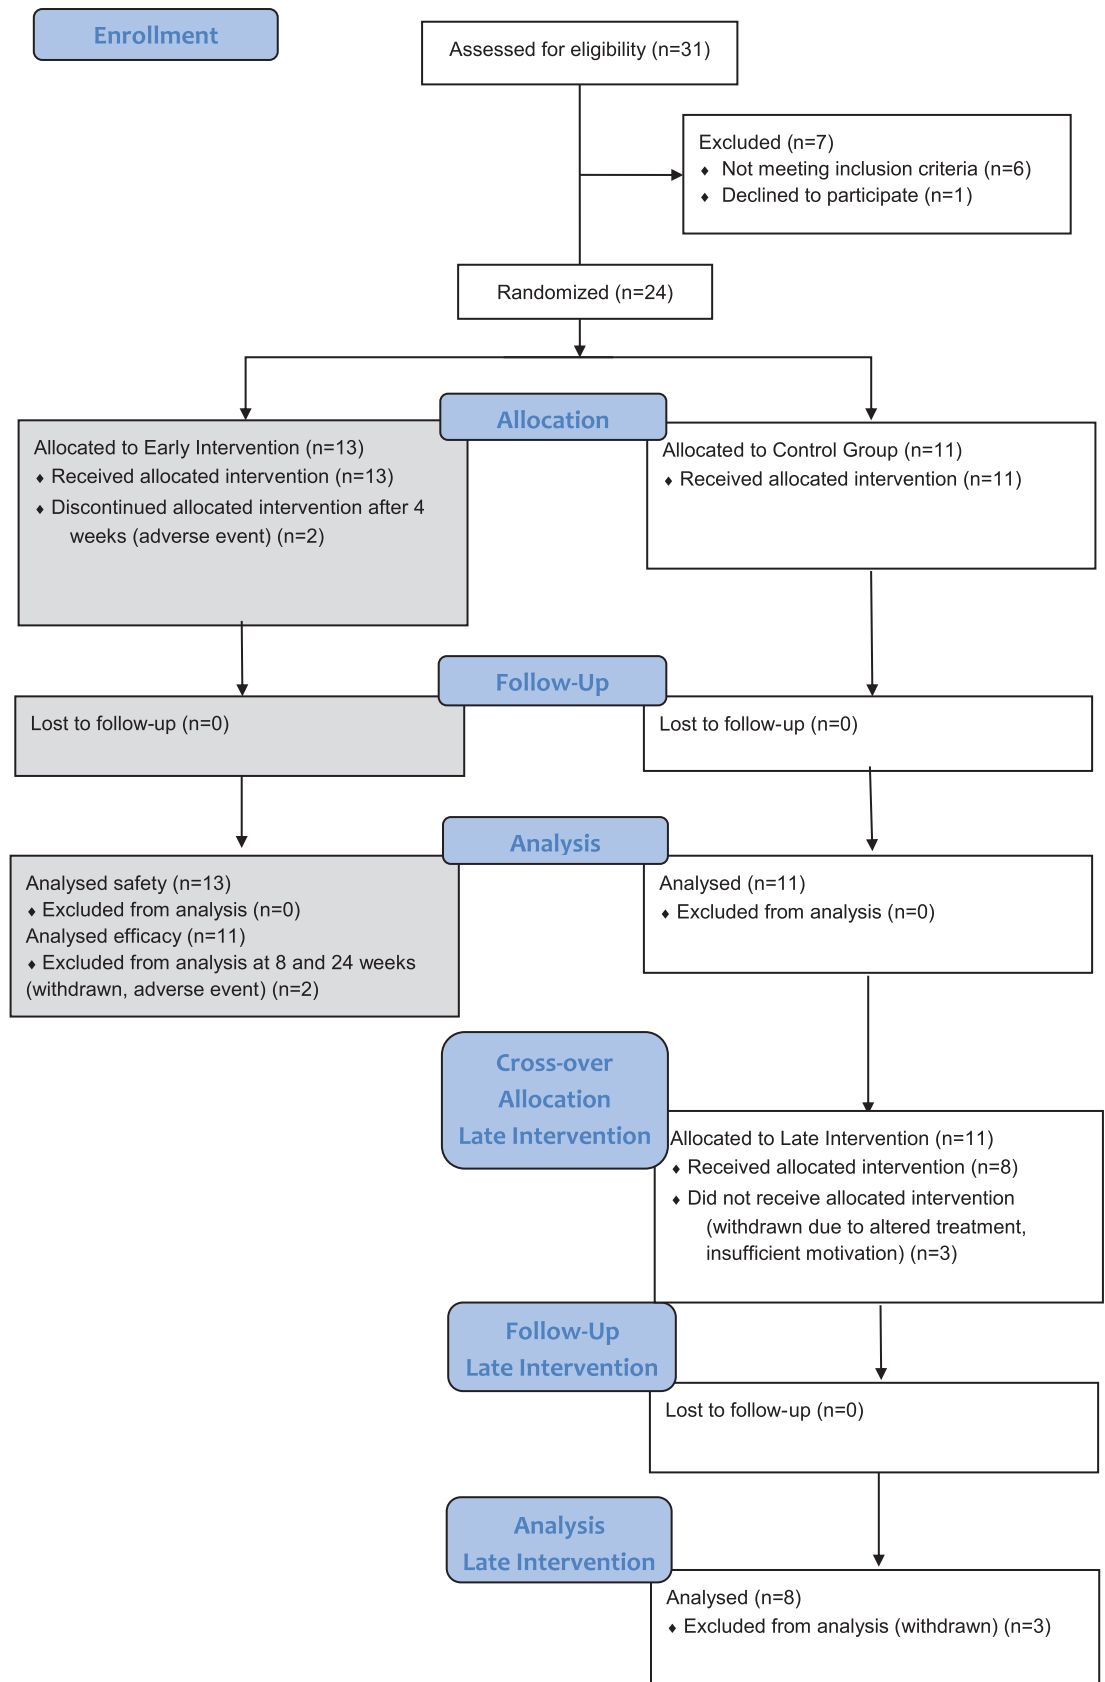 Enrollment
Assessed for eligibility (n=31)
Excluded (n=7)
♦ Not meeting inclusion criteria (n=6)
♦ Declined to participate (n=1)
Randomized (n=24)
Allocation
Allocated to Early Intervention (n=13)
♦ Received allocated intervention (n=13)
♦ Discontinued allocated intervention after 4
weeks (adverse event) (n=2)
Allocated to Control Group (n=11)
♦ Received allocated intervention (n=11)
Follow-Up
Lost to follow-up (n=0)
Lost to follow-up (n=0)
Analysis
Analysed safety (n=13)
♦ Excluded from analysis (n=0)
Analysed efficacy (n=11)
♦ Excluded from analysis at 8 and 24 weeks
(withdrawn, adverse event) (n=2)
Analysed (n=11)
♦ Excluded from analysis (n=0)
Cross-over
Allocation
Late Intervention
Allocated to Late Intervention (n=11)
♦ Received allocated intervention (n=8)
♦ Did not receive allocated intervention
(withdrawn due to altered treatment,
insufficient motivation) (n=3)
Follow-Up
Late Intervention
Lost to follow-up (n=0)
Analysis
Late Intervention
Analysed (n=8)
♦ Excluded from analysis (withdrawn) (n=3)